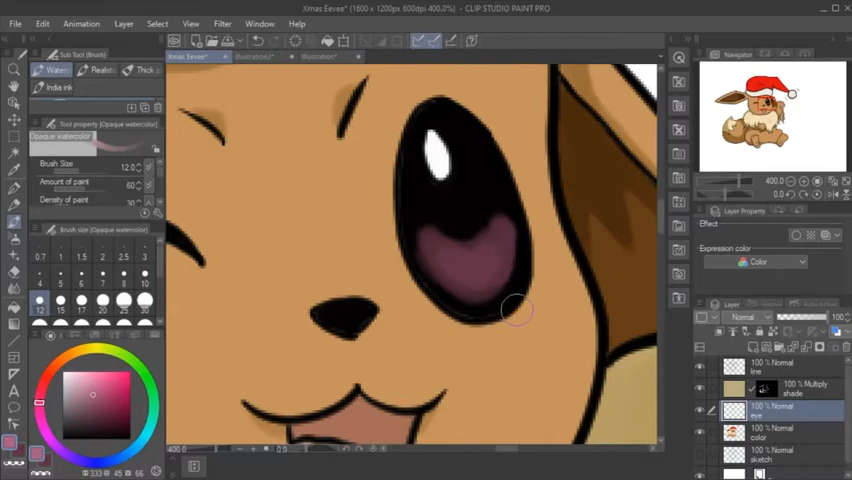 Xmas Eevee* (1600 x 1200px 600dpi 400.0%) - CLIP STUDIO PAINT PRO
File Edit Animation Layer Select View Filter Window Help
Sub Tool (Brush)
Xmas Eevee* Illustration2* Illustration*
Navigator
Waterc Realist Thick p
India ink
Tool property [Opaque watercolor]
Opaque watercolor
Brush Size 12.0
Amount of paint 60
Density of paint
Brush size [Opaque watercolor]
1 1.5 2 2.5 3
4 5 6 8 10
12 15 17 20 25 30
400.0
Layer Property
Effect
Expression color
Color
Layer
Normal 100
100 % Normal
line
100 % Multiply
shade
100 % Normal
eye
100 % Normal
color
100 % Normal
sketch
400.0 0.0
333 45 66